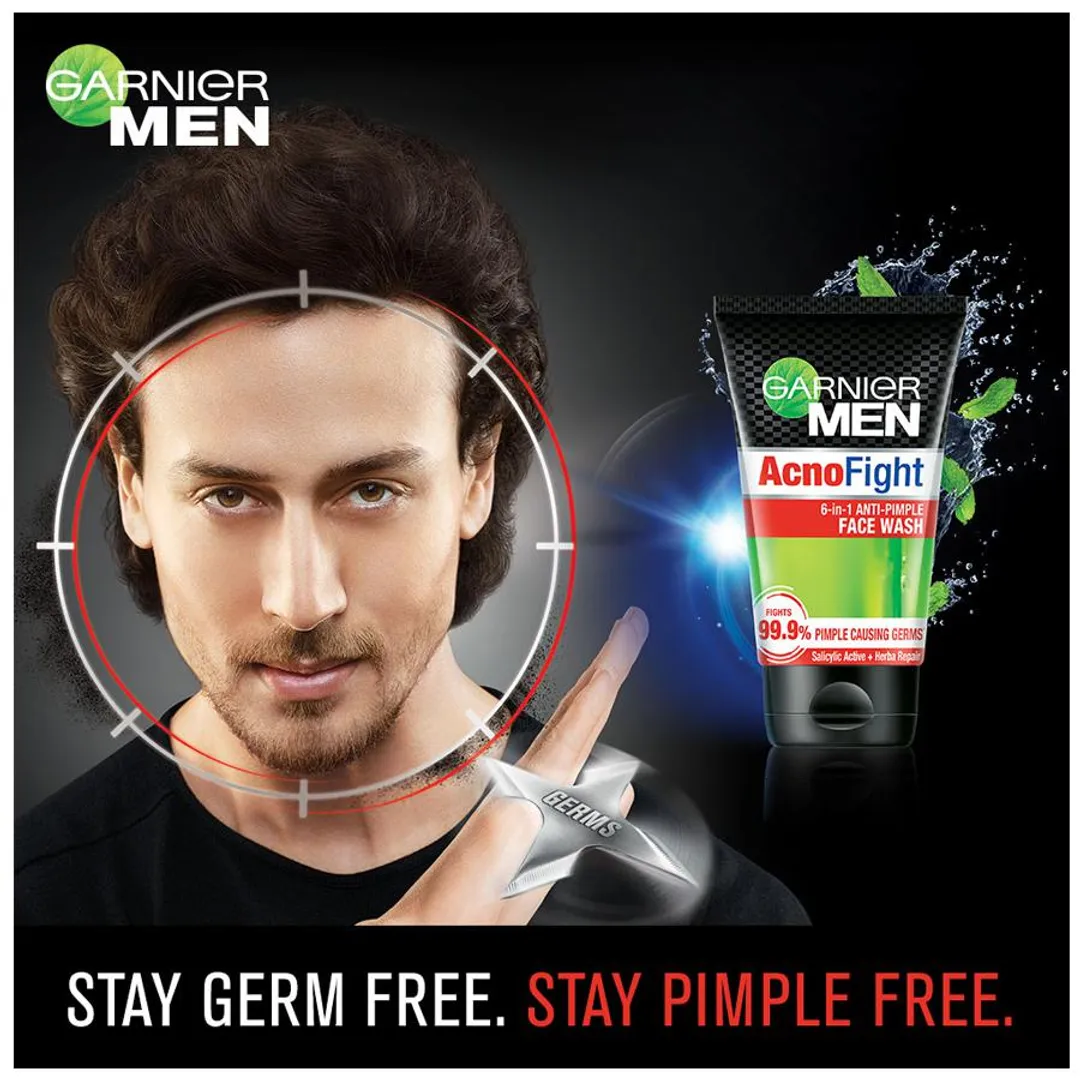 GARNIER
MEN
GARNIER
MEN
AcnoFight
6-in-1 ANTI-PIMPLE
FACE WASH
FIGHTS
99.9% PIMPLE CAUSING GERMS
Salicylic Active + Herba Repair
GERMS
STAY GERM FREE. STAY PIMPLE FREE.